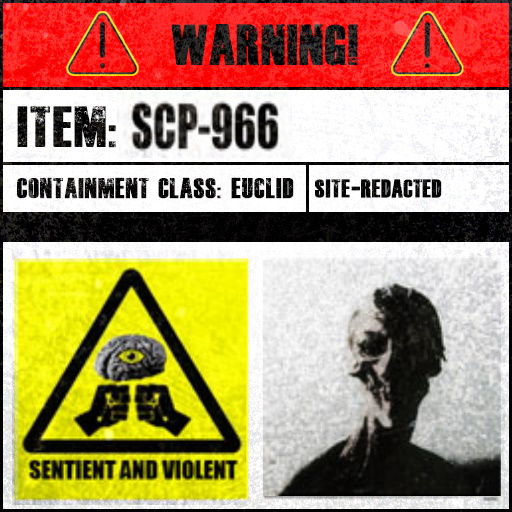 WARNING!
ITEM: SCP-966
CONTAINMENT CLASS: EUCLID
SITE-REDACTED
SENTIENT AND VIOLENT